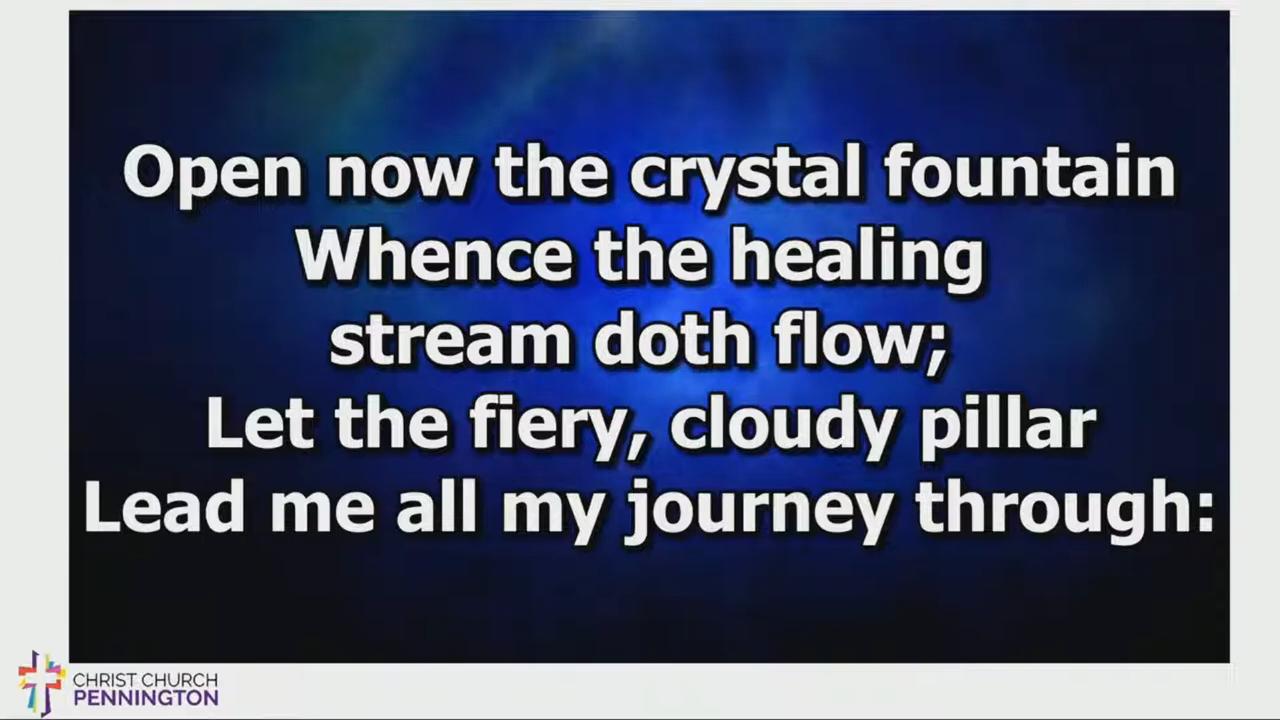 Open now the crystal fountain
Whence the healing
stream doth flow;
Let the fiery, cloudy pillar
Lead me all my journey through:
CHRIST CHURCH
PENNINGTON